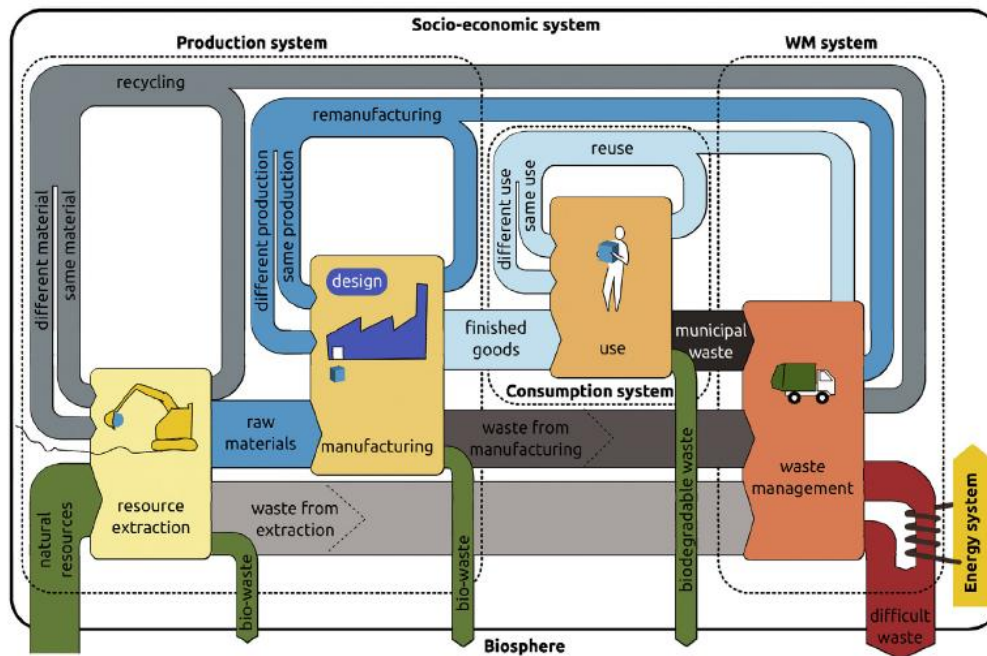 Socio-economic system
Production system
WM system
recycling
remanufacturing
reuse
different material
same material
different production
same production
different use
same use
design
finished
goods
use
municipal
waste
Consumption system
raw
materials
manufacturing
waste from
manufacturing
waste
management
natural
resources
resource
extraction
waste from
extraction
bio-waste
bio-waste
biodegradable waste
Energy system
difficult
waste
Biosphere